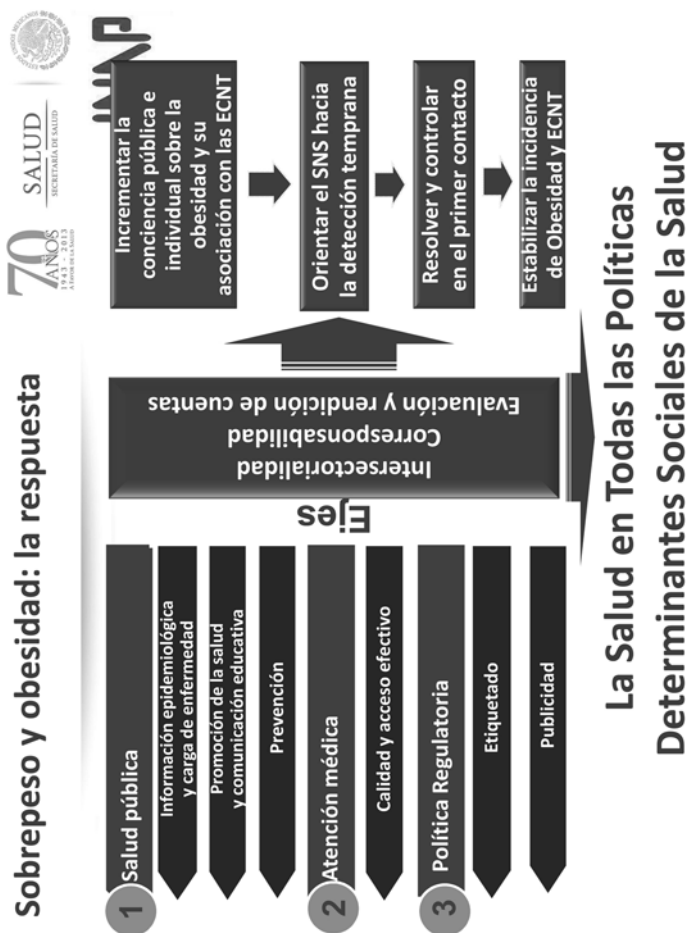 Sobrepeso y obesidad: la respuesta
70
AÑOS
1943 - 2013
A FAVOR DE LA SALUD
SALUD
SECRETARÍA DE SALUD
1
Salud pública
Información epidemiológica
y carga de enfermedad
Promoción de la salud
y comunicación educativa
Prevención
2
Atención médica
Calidad y acceso efectivo
3
Política Regulatoria
Etiquetado
Publicidad
Ejes
Intersectorialidad
Corresponsabilidad
Evaluación y rendición de cuentas
Incrementar la
conciencia pública e
individual sobre la
obesidad y su
asociación con las ECNT
Orientar el SNS hacia
la detección temprana
Resolver y controlar
en el primer contacto
Estabilizar la incidencia
de Obesidad y ECNT
La Salud en Todas las Políticas
Determinantes Sociales de la Salud